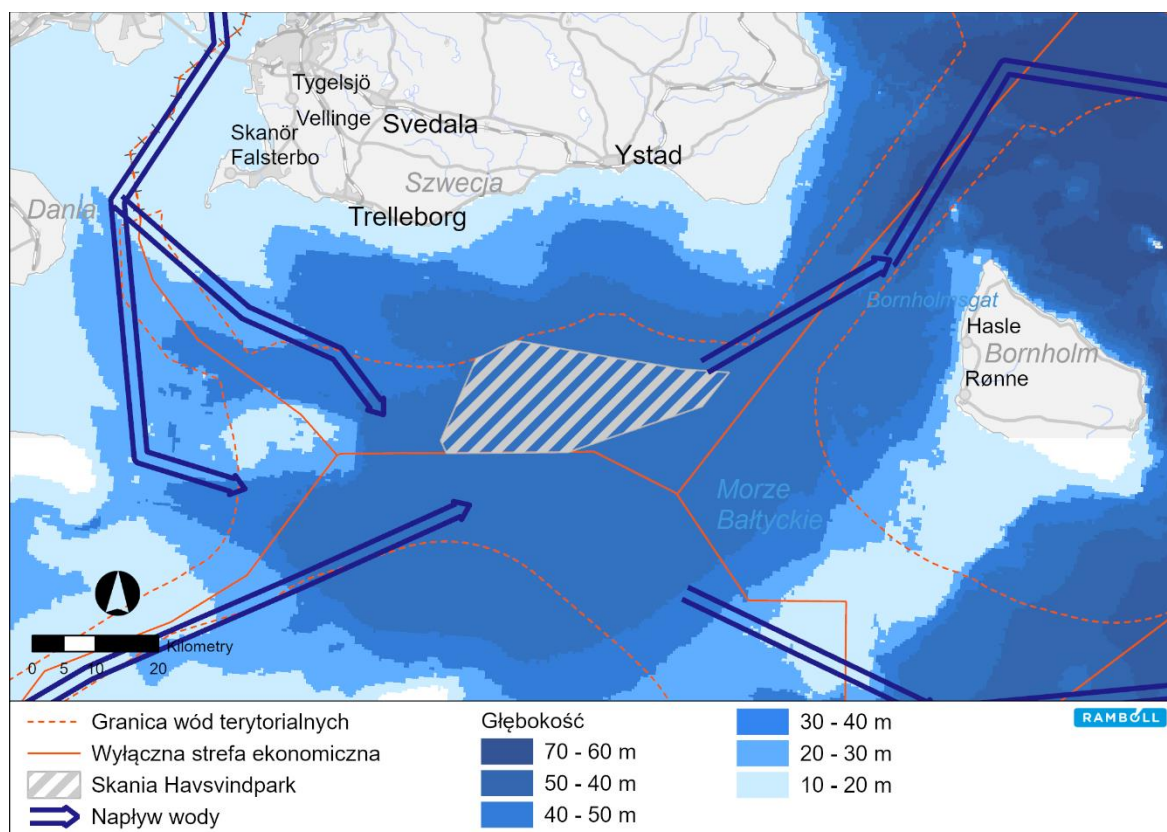 Tygelsjö
Vellinge
Svedala
Skanör
Falsterbo
Ystad
Szwecja
Dania
Trelleborg
Bornholmsgat
Hasle
Bornholm
Rønne
Morze
Bałtyckie
Kilometry
0 5 10 20
Granica wód terytorialnych
Wyłączna strefa ekonomiczna
Skania Havsvindpark
Napływ wody
Głębokość
70 - 60 m
50 - 40 m
40 - 50 m
30 - 40 m
20 - 30 m
10 - 20 m
RAMBOLL